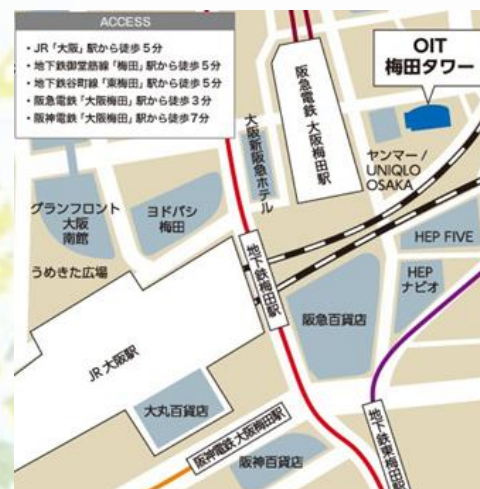 ACCESS
・JR「大阪」駅から徒歩5分
・地下鉄御堂筋線「梅田」駅から徒歩5分
・地下鉄谷町線「東梅田」駅から徒歩5分
・阪急電鉄「大阪梅田」駅から徒歩3分
・阪神電鉄「大阪梅田」駅から徒歩7分
OIT
梅田タワー
阪急電鉄 大阪梅田駅
大阪新阪急ホテル
ヤンマー /
UNIQLO
OSAKA
グランフロント
大阪
南館
ヨドバシ
梅田
地下鉄梅田駅
HEP FIVE
うめきた広場
HEP
ナビオ
阪急百貨店
JR 大阪駅
大丸百貨店
阪神電鉄 大阪梅田駅
地下鉄東梅田駅
阪神百貨店